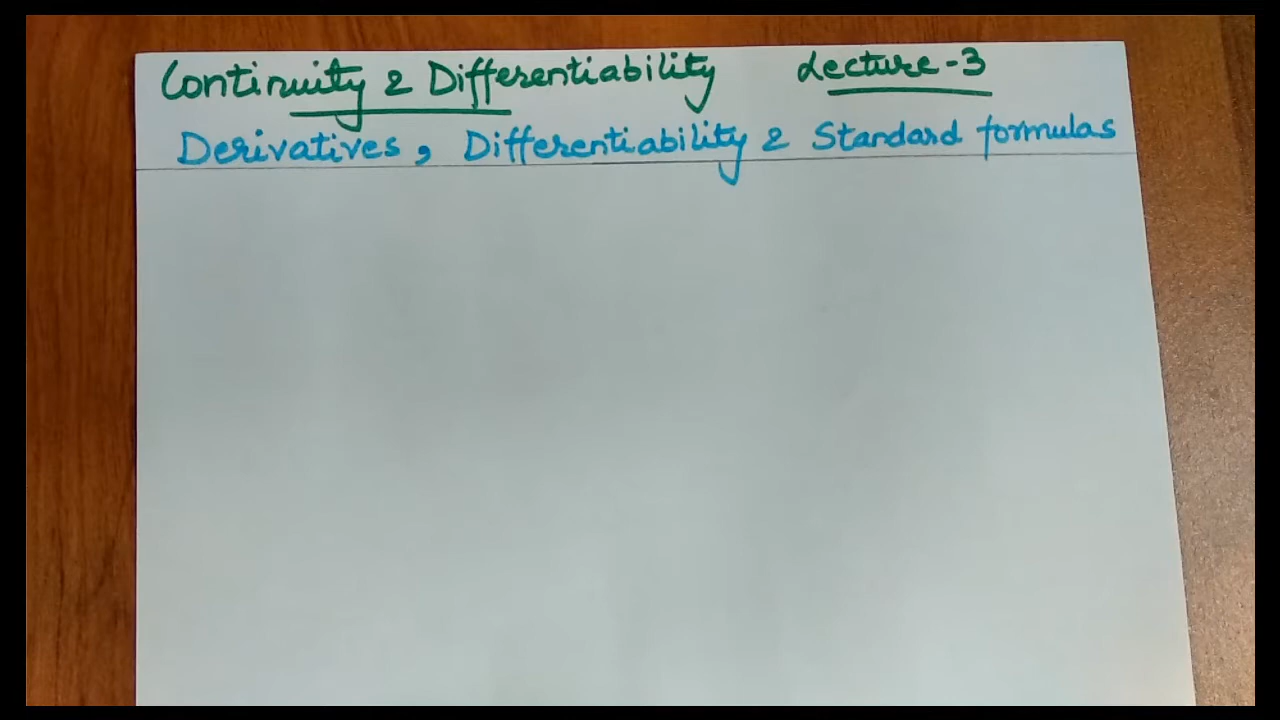 Continuity & Differentiability Lecture-3
Derivatives, Differentiability & Standard formulas